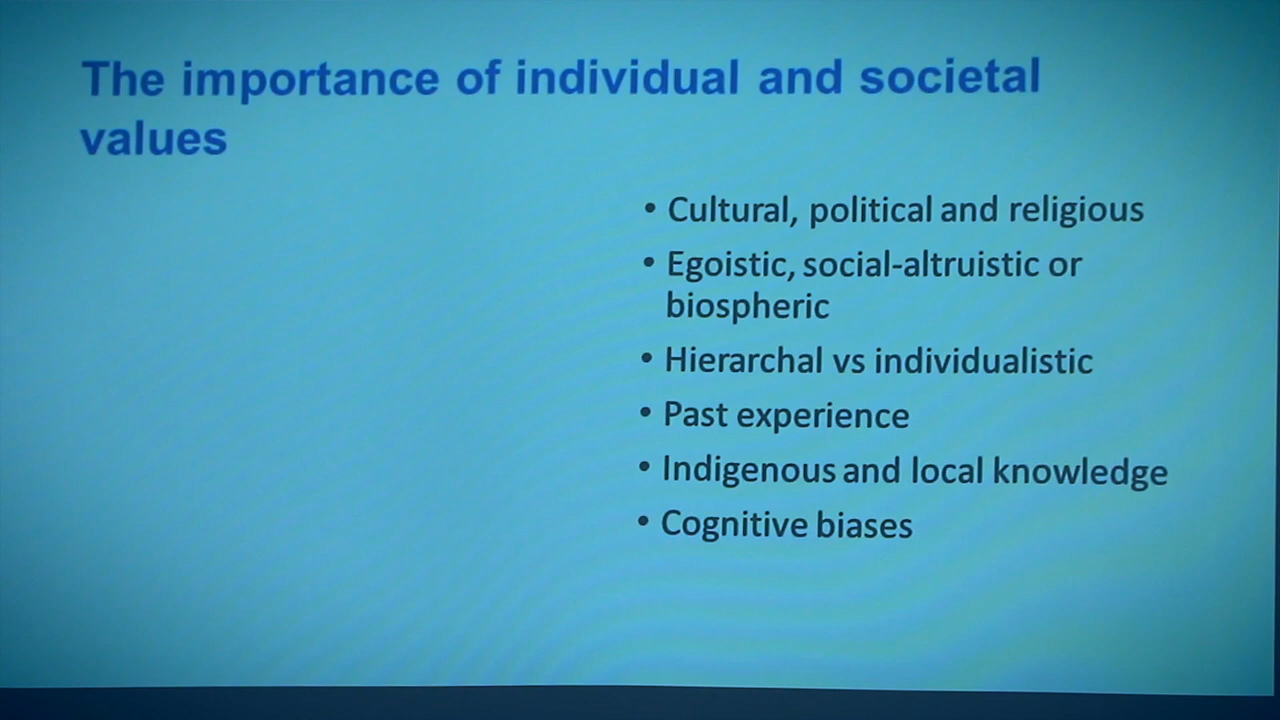 The importance of individual and societal
values
• Cultural, political and religious
• Egoistic, social-altruistic or
biospheric
• Hierarchal vs individualistic
• Past experience
• Indigenous and local knowledge
• Cognitive biases